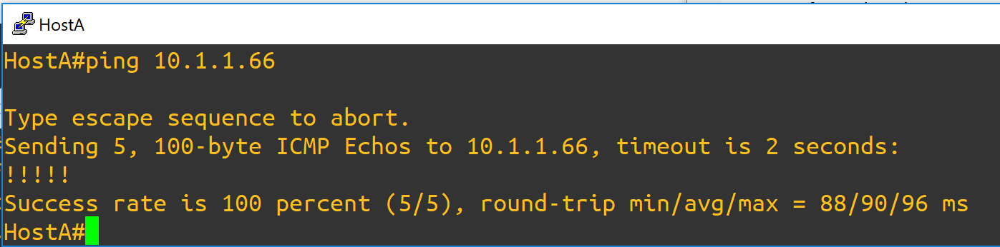 HostA
HostA#ping 10.1.1.66
Type escape sequence to abort.
Sending 5, 100-byte ICMP Echos to 10.1.1.66, timeout is 2 seconds:
!!!!!
Success rate is 100 percent (5/5), round-trip min/avg/max = 88/90/96 ms
HostA#